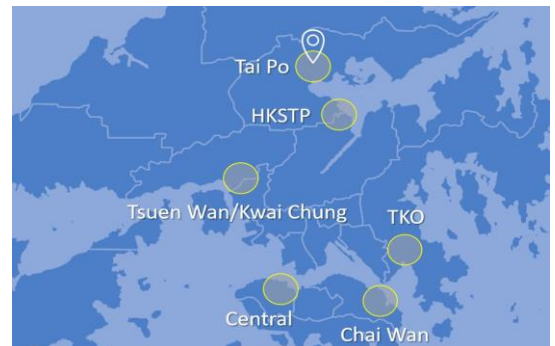 Tai Po
HKSTP
Tsuen Wan/Kwai Chung
TKO
Central
Chai Wan